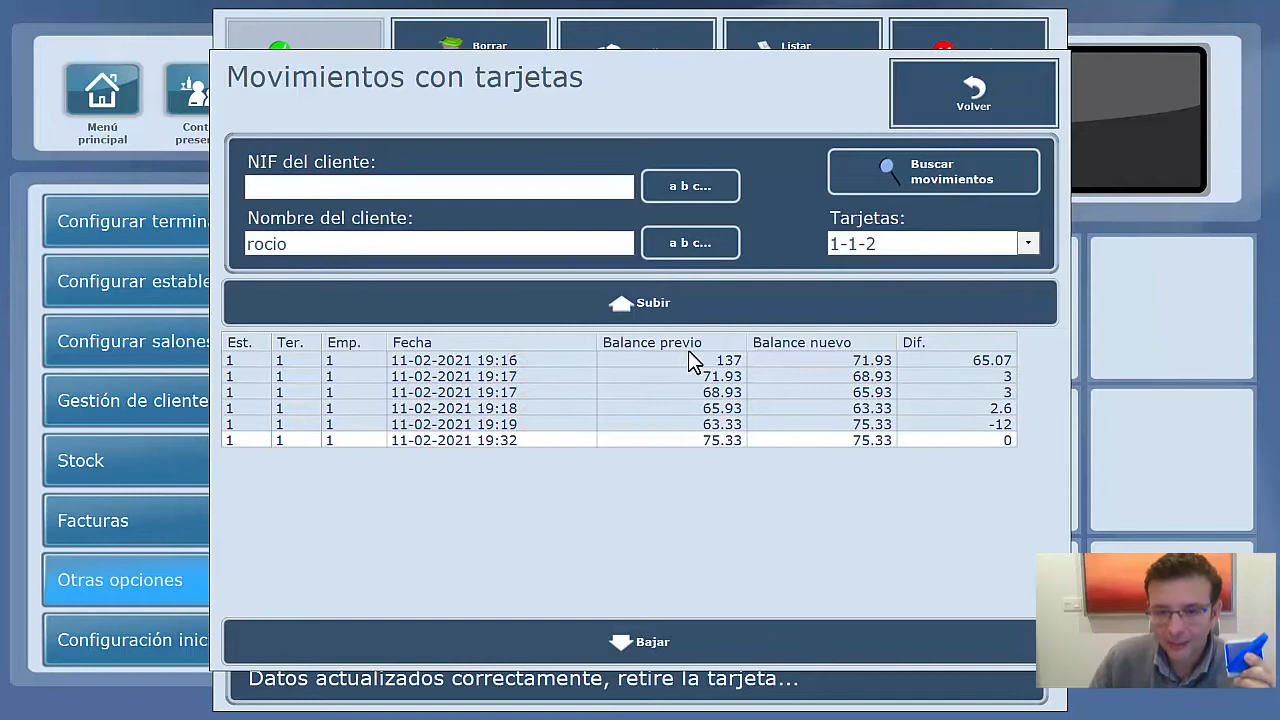 Borrar
Listar
Movimientos con tarjetas
Volver
Menú
principal
NIF del cliente:
a b c...
Buscar
movimientos
Nombre del cliente:
rocio
a b c...
Tarjetas:
1-1-2
Configurar
Configurar
Configurar salones
Gestión de cliente
Stock
Facturas
Otras opciones
Configuración
Subir
Est. Ter. Emp. Fecha Balance previo Balance nuevo Dif.
1 1 1 11-02-2021 19:16 137 71.93 65.07
1 1 1 11-02-2021 19:17 71.93 68.93 3
1 1 1 11-02-2021 19:17 68.93 65.93 3
1 1 1 11-02-2021 19:18 65.93 63.33 2.6
1 1 1 11-02-2021 19:19 63.33 75.33 -12
1 1 1 11-02-2021 19:32 75.33 75.33 0
Bajar
Datos actualizados correctamente, retire la tarjeta...